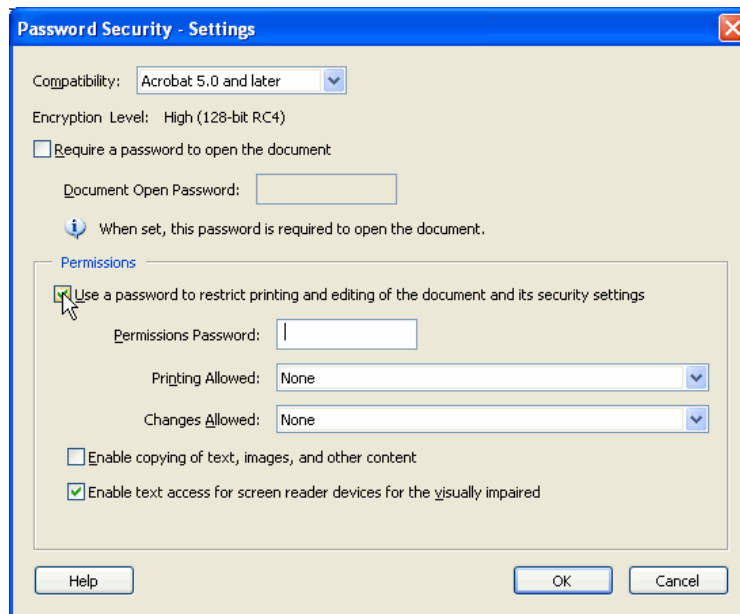 Password Security - Settings
Compatibility: Acrobat 5.0 and later
Encryption Level: High (128-bit RC4)
Require a password to open the document
Document Open Password:
When set, this password is required to open the document.
Permissions
Use a password to restrict printing and editing of the document and its security settings
Permissions Password:
Printing Allowed: None
Changes Allowed: None
Enable copying of text, images, and other content
Enable text access for screen reader devices for the visually impaired
Help OK Cancel